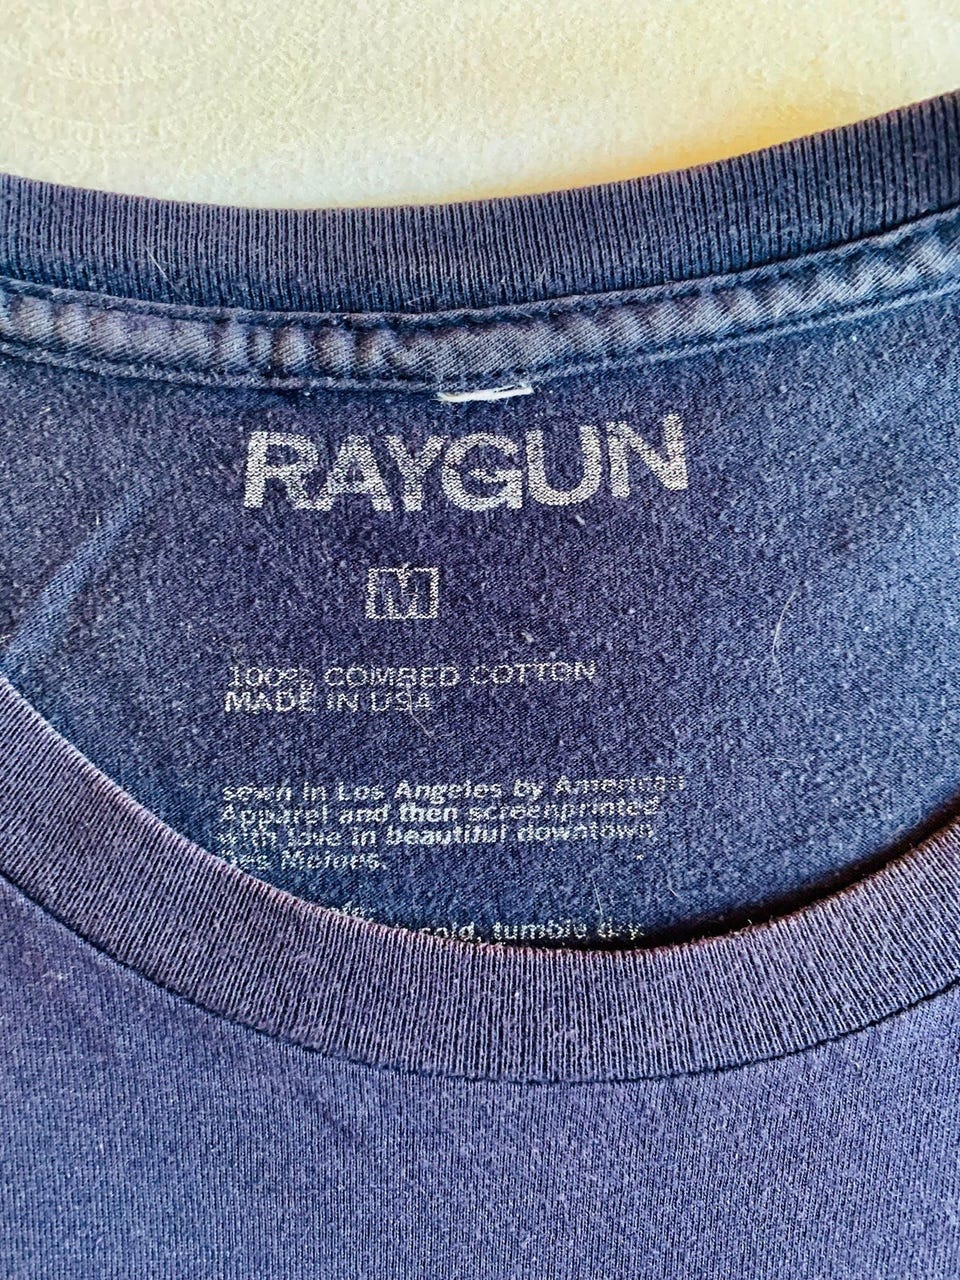 RAYGUN
M
100% COMBED COTTON
MADE IN USA
sewn in Los Angeles by American
Apparel and then screenprinted
with love in beautiful downtown
Des Moines.
cold, tumble dry